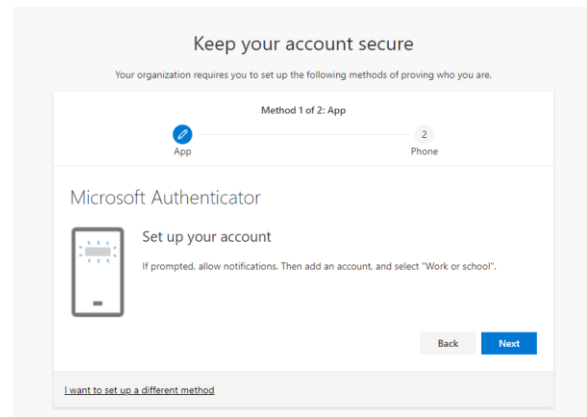 Keep your account secure
Your organization requires you to set up the following methods of proving who you are.
Method 1 of 2: App
App
2
Phone
Microsoft Authenticator
Set up your account
If prompted, allow notifications. Then add an account, and select "Work or school".
Back
Next
I want to set up a different method